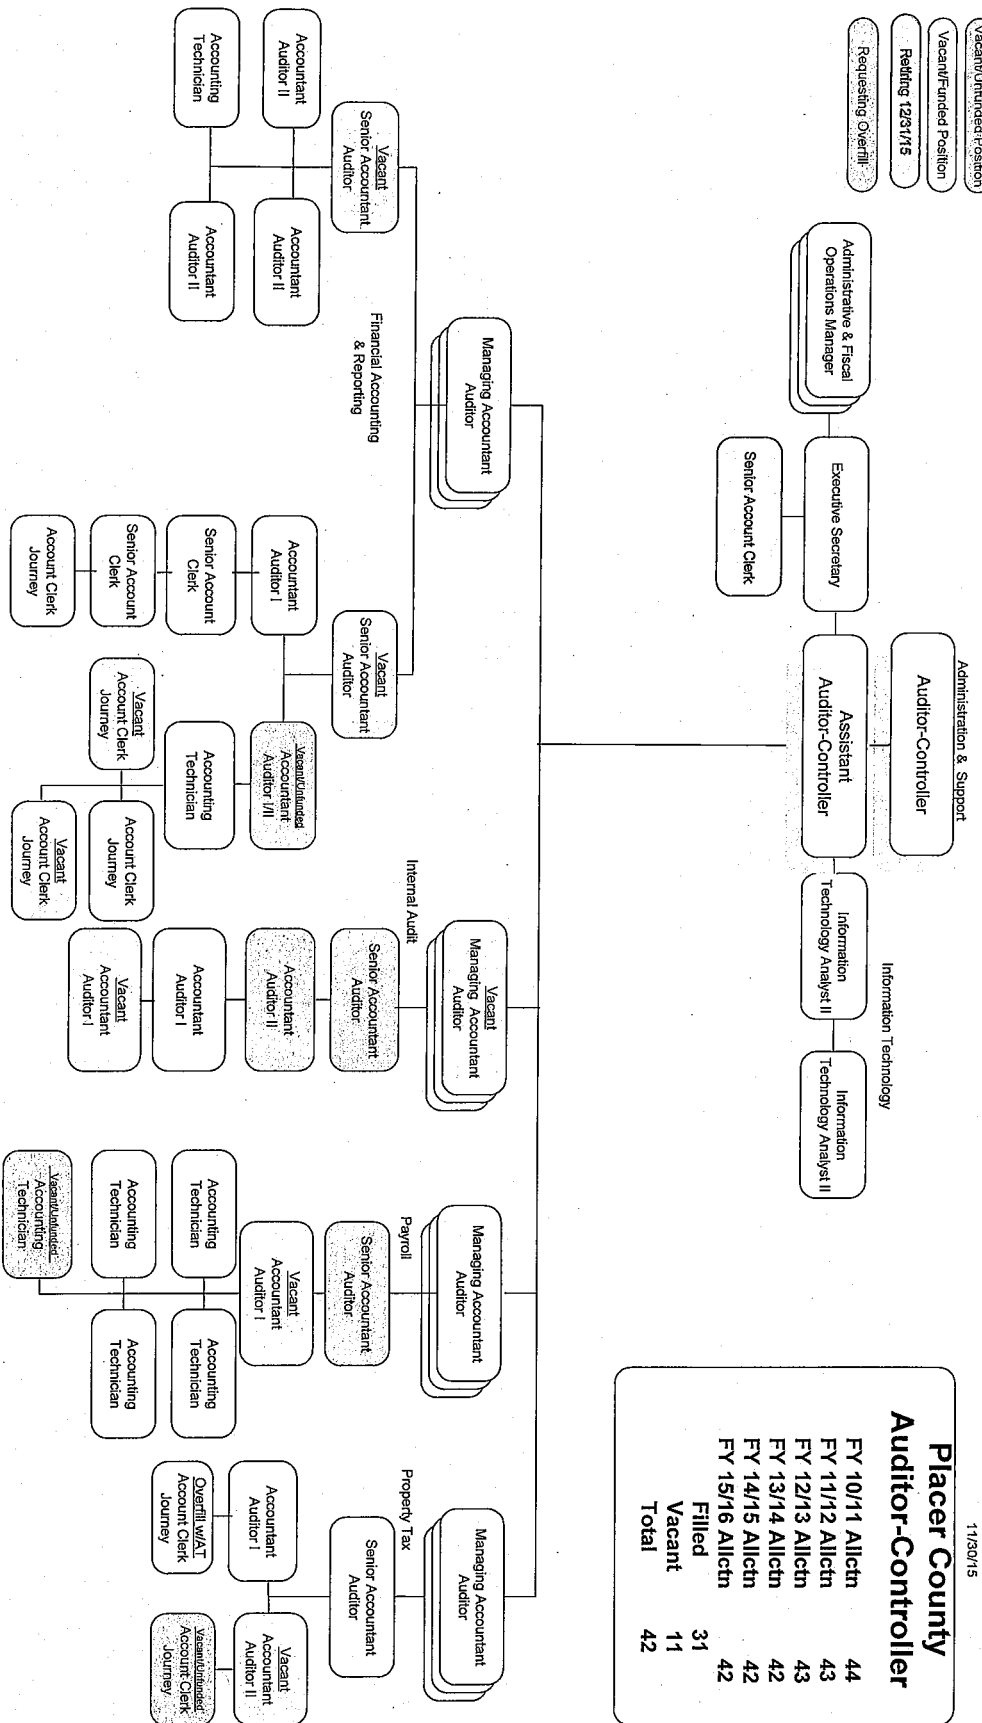 11/30/15
Placer County
Auditor-Controller
FY 10/11 Allctn 44
FY 11/12 Allctn 43
FY 12/13 Allctn 43
FY 13/14 Allctn 42
FY 14/15 Allctn 42
FY 15/16 Allctn 42
Filled 31
Vacant 11
Total 42
Vacant/Unfunded Position
Vacant/Funded Position
Retiring 12/31/15
Requesting Overfill
Administration & Support
Auditor-Controller
Information Technology
Administrative & Fiscal
Operations Manager
Executive Secretary
Assistant
Auditor-Controller
Information
Technology Analyst II
Information
Technology Analyst II
Senior Account Clerk
Managing Accountant
Auditor
Financial Accounting
& Reporting
Vacant
Senior Accountant
Auditor
Accountant
Auditor II
Accountant
Auditor II
Accounting
Technician
Accountant
Auditor II
Vacant
Senior Accountant
Auditor
Accountant
Auditor I
Senior Account
Clerk
Senior Account
Clerk
Account Clerk
Journey
Vacant/Unfunded
Accountant
Auditor I/II
Accounting
Technician
Vacant
Account Clerk
Journey
Account Clerk
Journey
Vacant
Account Clerk
Journey
Vacant
Managing Accountant
Auditor
Internal Audit
Senior Accountant
Auditor
Accountant
Auditor II
Accountant
Auditor I
Vacant
Accountant
Auditor I
Managing Accountant
Auditor
Payroll
Senior Accountant
Auditor
Vacant
Accountant
Auditor I
Accounting
Technician
Accounting
Technician
Accounting
Technician
Accounting
Technician
Vacant/Unfunded
Accounting
Technician
Managing Accountant
Auditor
Property Tax
Senior Accountant
Auditor
Accountant
Auditor I
Overfill w/AT
Account Clerk
Journey
Vacant
Accountant
Auditor II
Vacant/Unfunded
Account Clerk
Journey